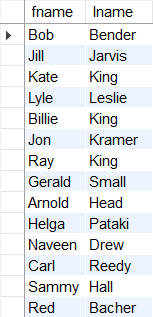 fname lname
Bob Bender
Jill Jarvis
Kate King
Lyle Leslie
Billie King
Jon Kramer
Ray King
Gerald Small
Arnold Head
Helga Pataki
Naveen Drew
Carl Reedy
Sammy Hall
Red Bacher